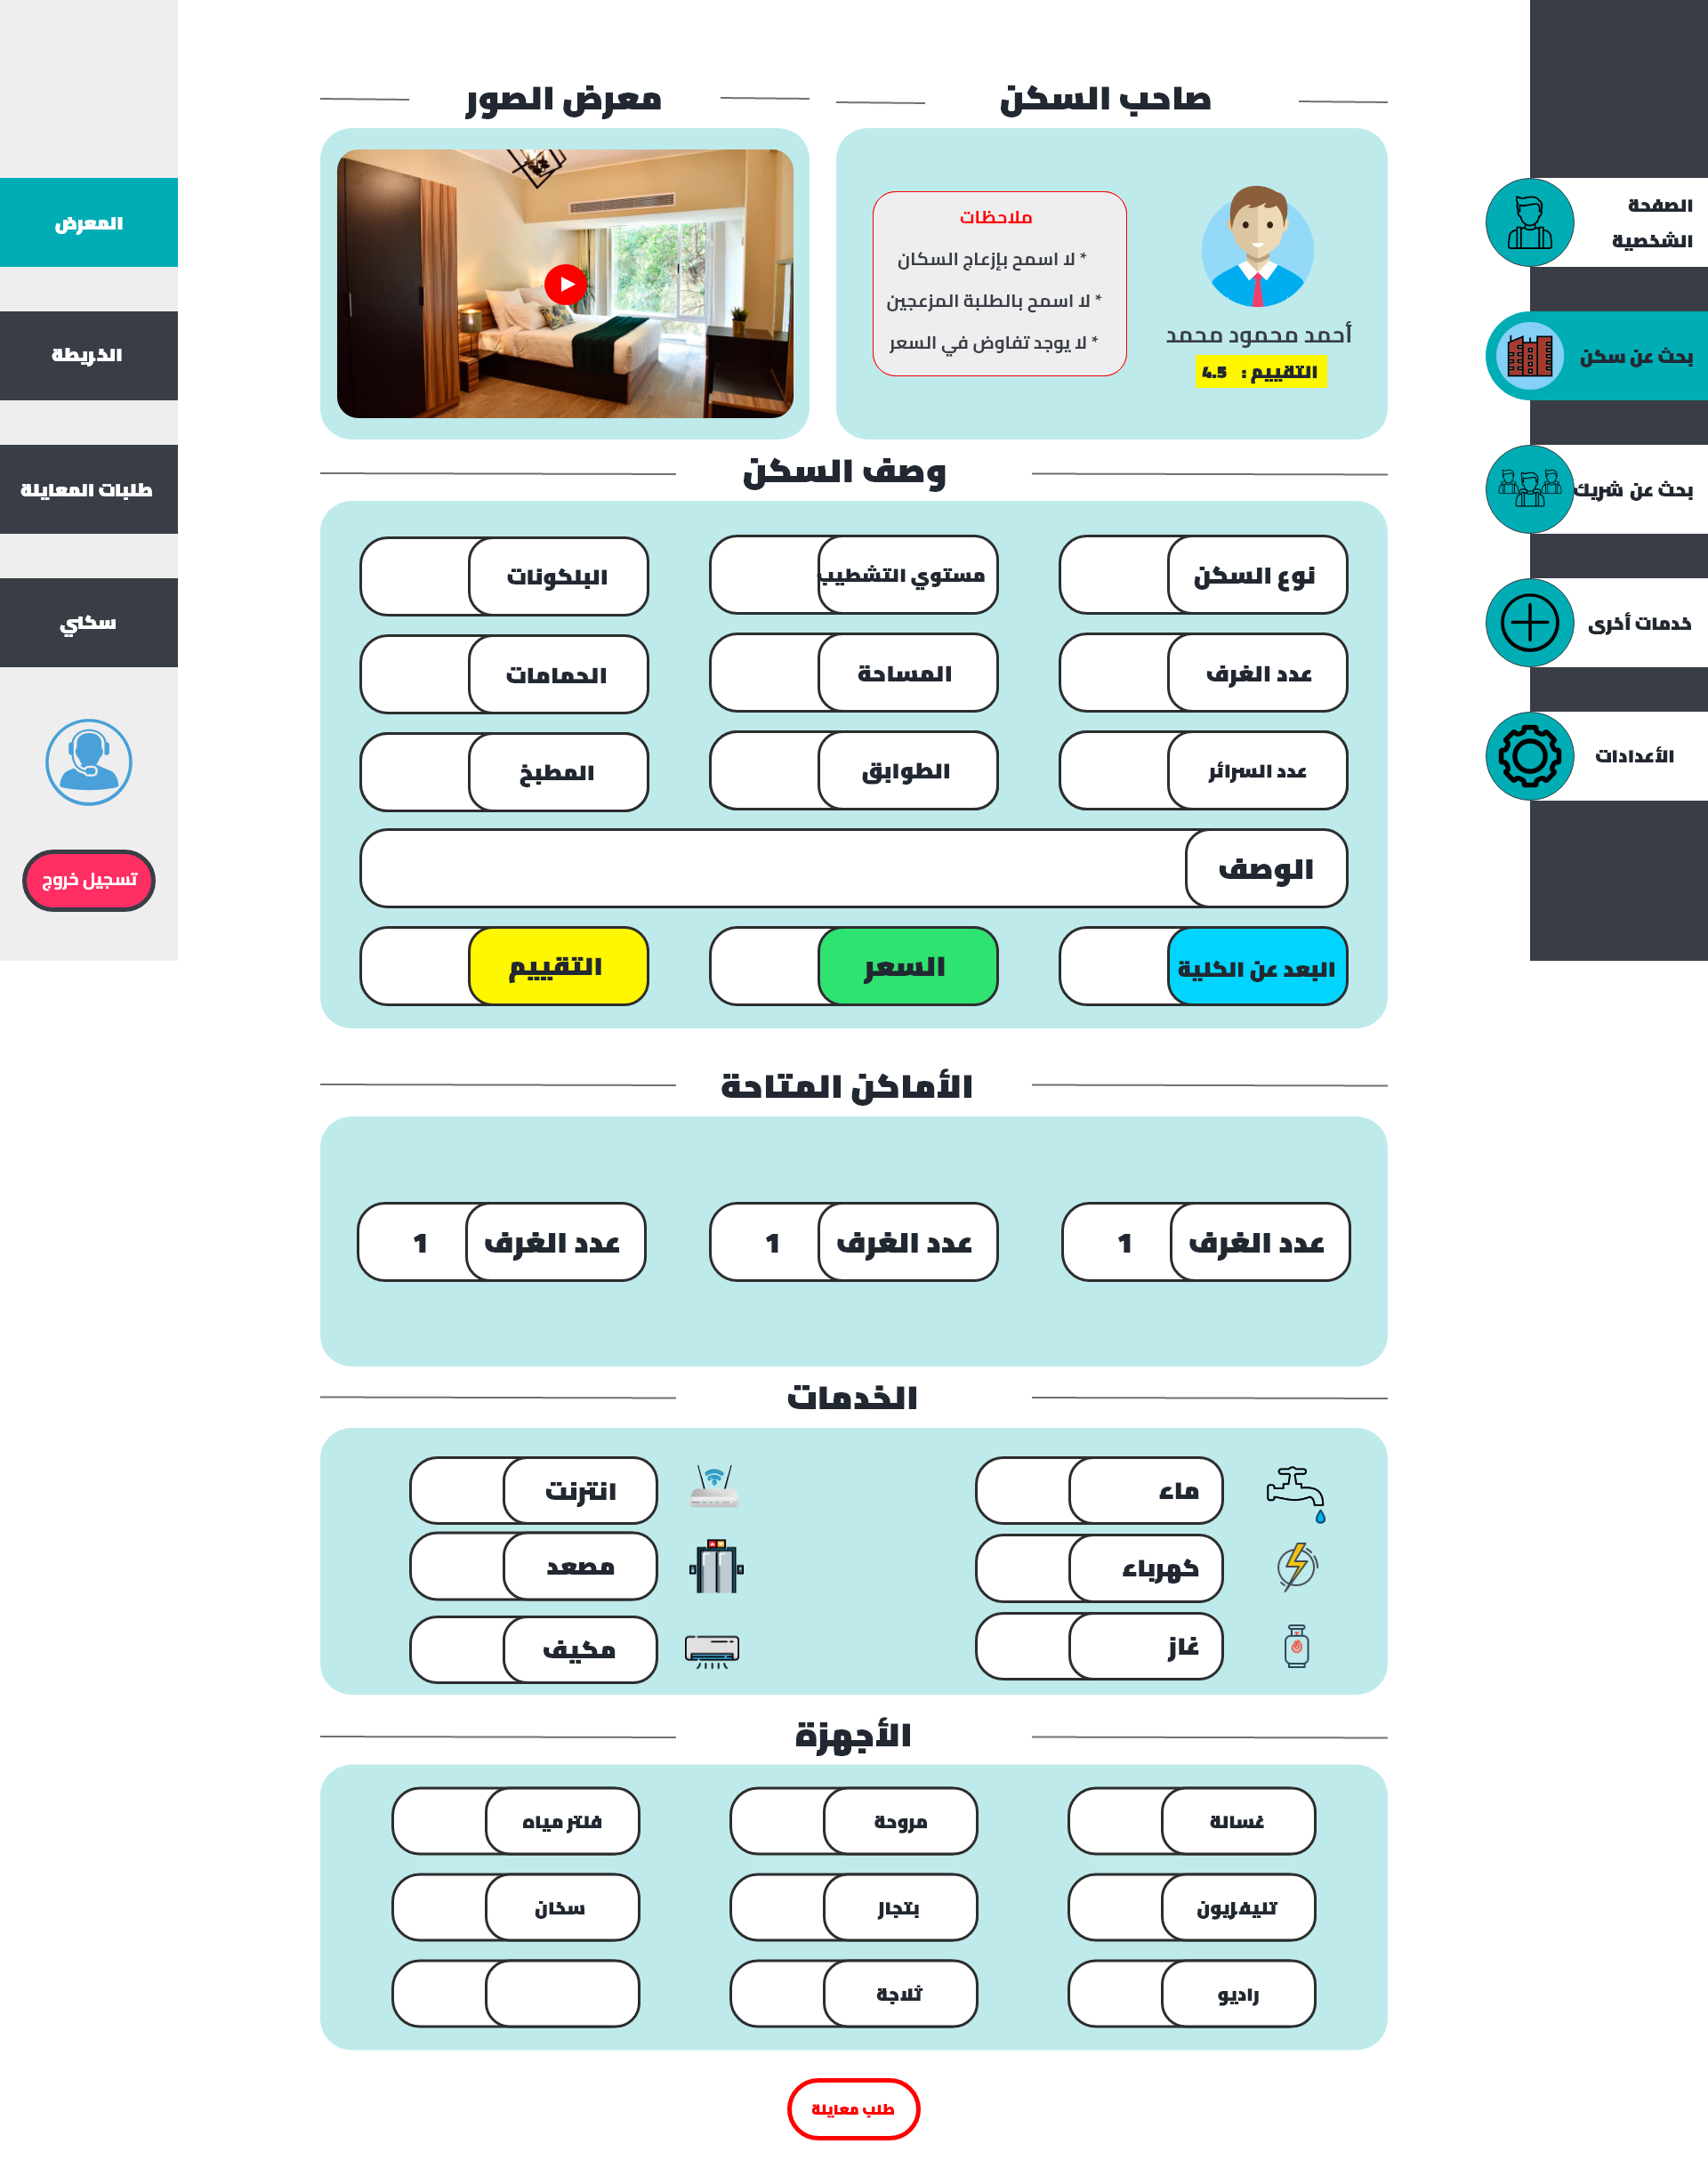 صاحب السكن
معرض الصور
ملاحظات
* لا اسمح بإزعاج السكان
* لا اسمح بالطلبة المزعجين
* لا يوجد تفاوض في السعر
أحمد محمود محمد
التقييم : 4.5
الصفحة
الشخصية
بحث عن سكن
بحث عن شريك
خدمات أخرى
الأعدادات
المعرض
الخريطة
طلبات المعاينة
سكني
تسجيل خروج
وصف السكن
نوع السكن
مستوي التشطيب
البلكونات
عدد الغرف
المساحة
الحمامات
عدد السرائر
الطوابق
المطبخ
الوصف
البعد عن الكلية
السعر
التقييم
الأماكن المتاحة
عدد الغرف 1
عدد الغرف 1
عدد الغرف 1
الخدمات
ماء
انترنت
كهرباء
مصعد
غاز
مكيف
الأجهزة
غسالة
مروحة
فلتر مياه
تليفزيون
بتجاز
سخان
راديو
ثلاجة
طلب معاينة